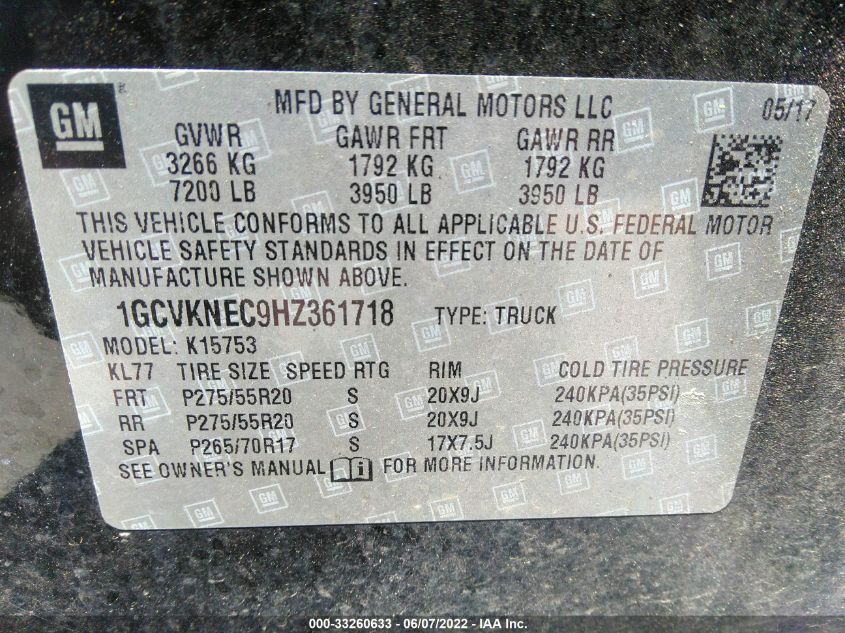 GM
MFD BY GENERAL MOTORS LLC 05/17
GVWR GAWR FRT GAWR RR
3266 KG 1792 KG 1792 KG
7200 LB 3950 LB 3950 LB
THIS VEHICLE CONFORMS TO ALL APPLICABLE U.S. FEDERAL MOTOR
VEHICLE SAFETY STANDARDS IN EFFECT ON THE DATE OF
MANUFACTURE SHOWN ABOVE.
1GCVKNEC9HZ361718 TYPE: TRUCK
MODEL: K15753
KL77 TIRE SIZE SPEED RTG RIM COLD TIRE PRESSURE
FRT P275/55R20 S 20X9J 240KPA(35PSI)
RR P275/55R20 S 20X9J 240KPA(35PSI)
SPA P265/70R17 S 17X7.5J 240KPA(35PSI)
SEE OWNER'S MANUAL i FOR MORE INFORMATION.
000-33260633 - 06/07/2022 - IAA Inc.